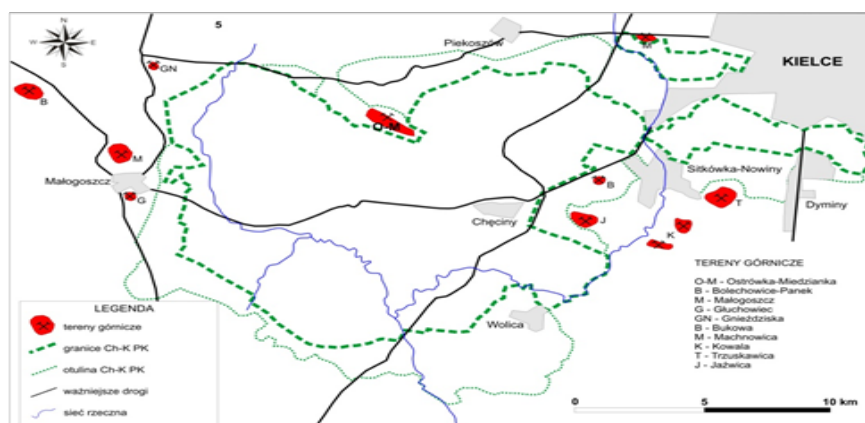 5
N
W
E
S
Piekoszów
M
KIELCE
GN
B
O-M
M
Małogoszcz
G
Sitkówka-Nowiny
B
T
Dyminy
Chęciny
J
K
Wolica
TERENY GÓRNICZE
O-M - Ostrówka-Miedzianka
B - Bolechowice-Panek
M - Małogoszcz
G - Głuchowiec
GN - Gnieździska
B - Bukowa
M - Machnowica
K - Kowala
T - Trzuskawica
J - Jaźwica
LEGENDA
tereny górnicze
granice Ch-K PK
otulina Ch-K PK
ważniejsze drogi
sieć rzeczna
0 5 10 km